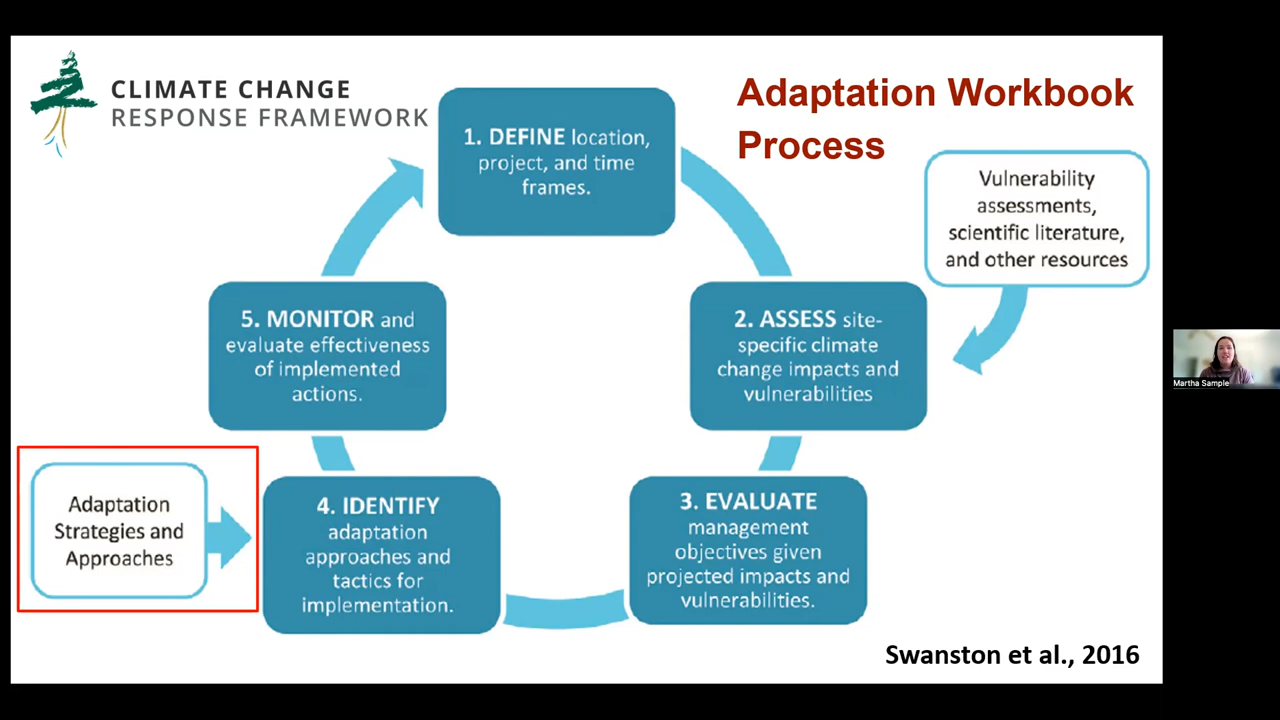 CLIMATE CHANGE
RESPONSE FRAMEWORK
Adaptation Workbook
Process
1. DEFINE location,
project, and time
frames.
Vulnerability
assessments,
scientific literature,
and other resources
2. ASSESS site-
specific climate
change impacts and
vulnerabilities
3. EVALUATE
management
objectives given
projected impacts and
vulnerabilities.
4. IDENTIFY
adaptation
approaches and
tactics for
implementation.
Adaptation
Strategies and
Approaches
5. MONITOR and
evaluate effectiveness
of implemented
actions.
Swanston et al., 2016
Martha Sample